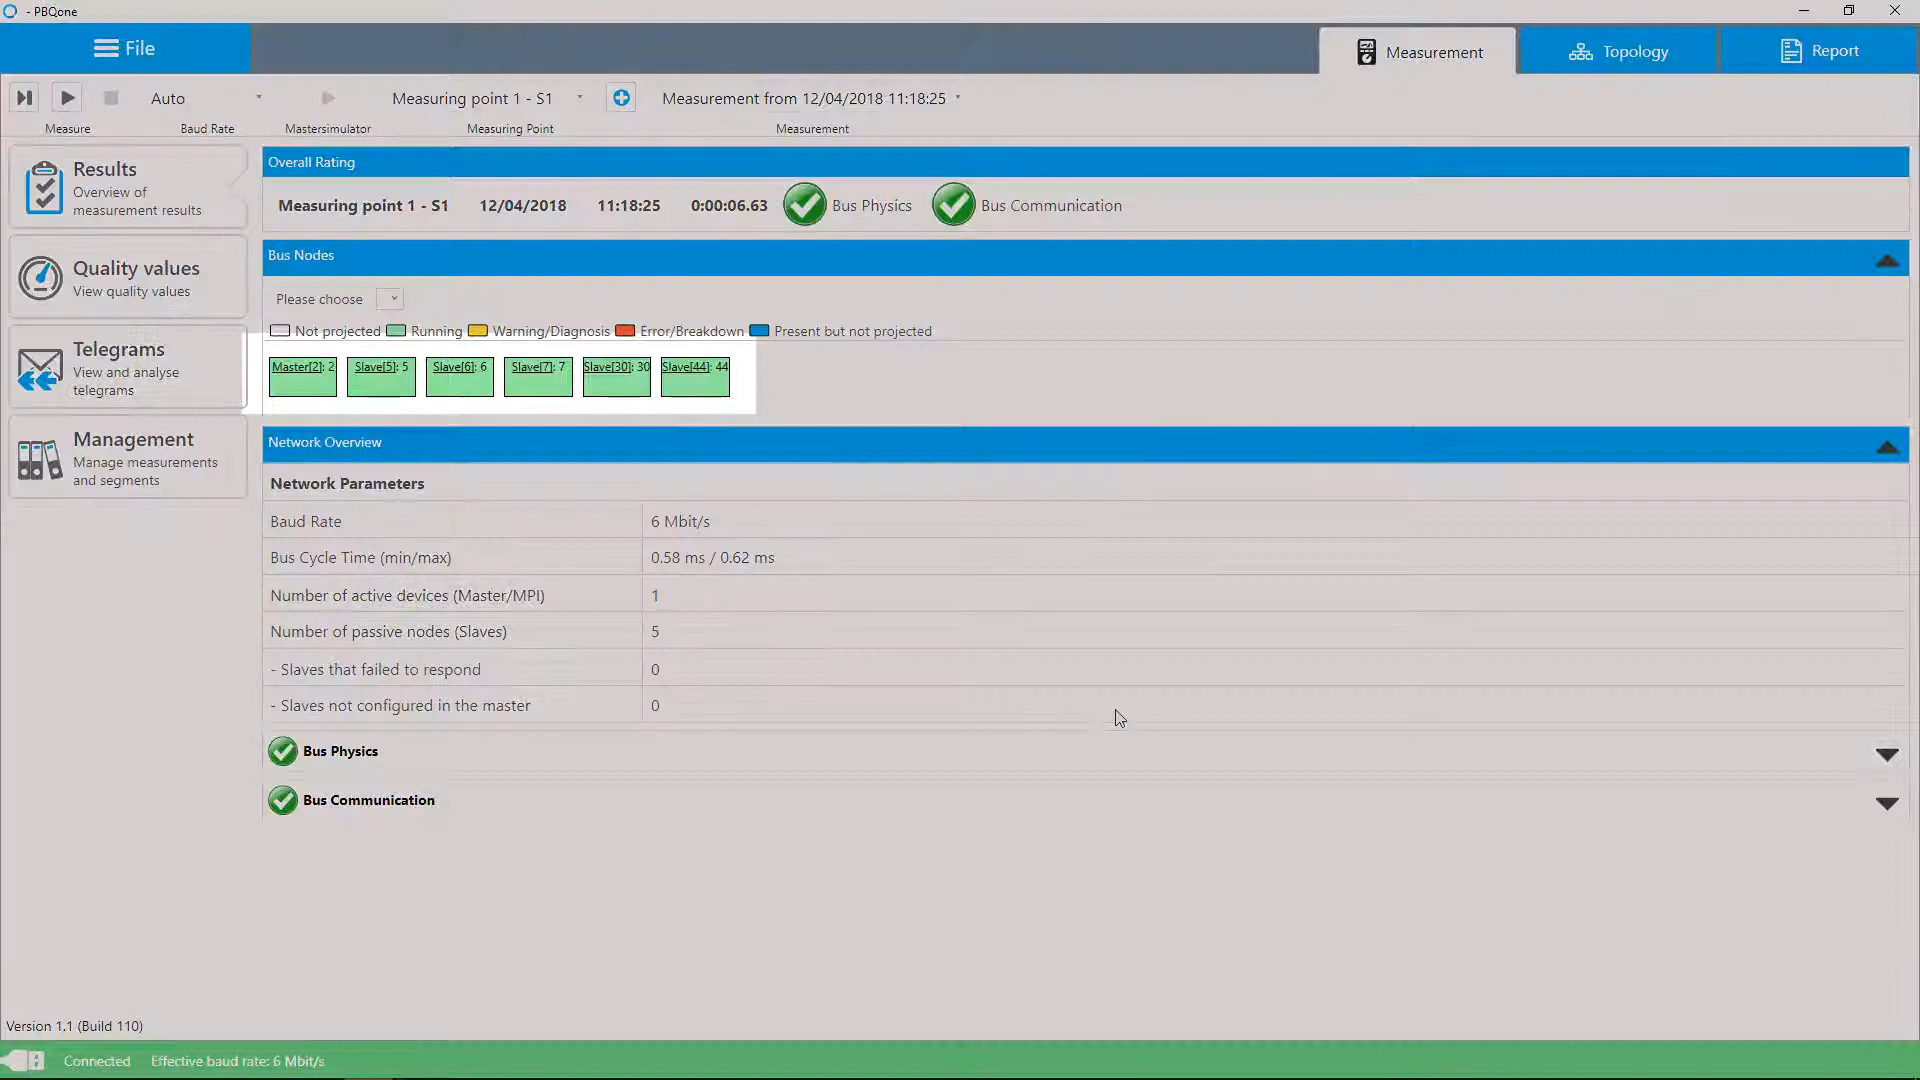 - PBQone
File
Measurement
Topology
Report
Auto
Measuring point 1 - S1
Measurement from 12/04/2018 11:18:25
Measure
Baud Rate
Mastersimulator
Measuring Point
Measurement
Results
Overview of
measurement results
Quality values
View quality values
Telegrams
View and analyse
telegrams
Management
Manage measurements
and segments
Overall Rating
Measuring point 1 - S1 12/04/2018 11:18:25 0:00:06.63 Bus Physics Bus Communication
Bus Nodes
Please choose
Not projected Running Warning/Diagnosis Error/Breakdown Present but not projected
Master[2]: 2 Slave[5]: 5 Slave[6]: 6 Slave[7]: 7 Slave[30]: 30 Slave[44]: 44
Network Overview
Network Parameters
Baud Rate 6 Mbit/s
Bus Cycle Time (min/max) 0.58 ms / 0.62 ms
Number of active devices (Master/MPI) 1
Number of passive nodes (Slaves) 5
- Slaves that failed to respond 0
- Slaves not configured in the master 0
Bus Physics
Bus Communication
Version 1.1 (Build 110)
Connected Effective baud rate: 6 Mbit/s